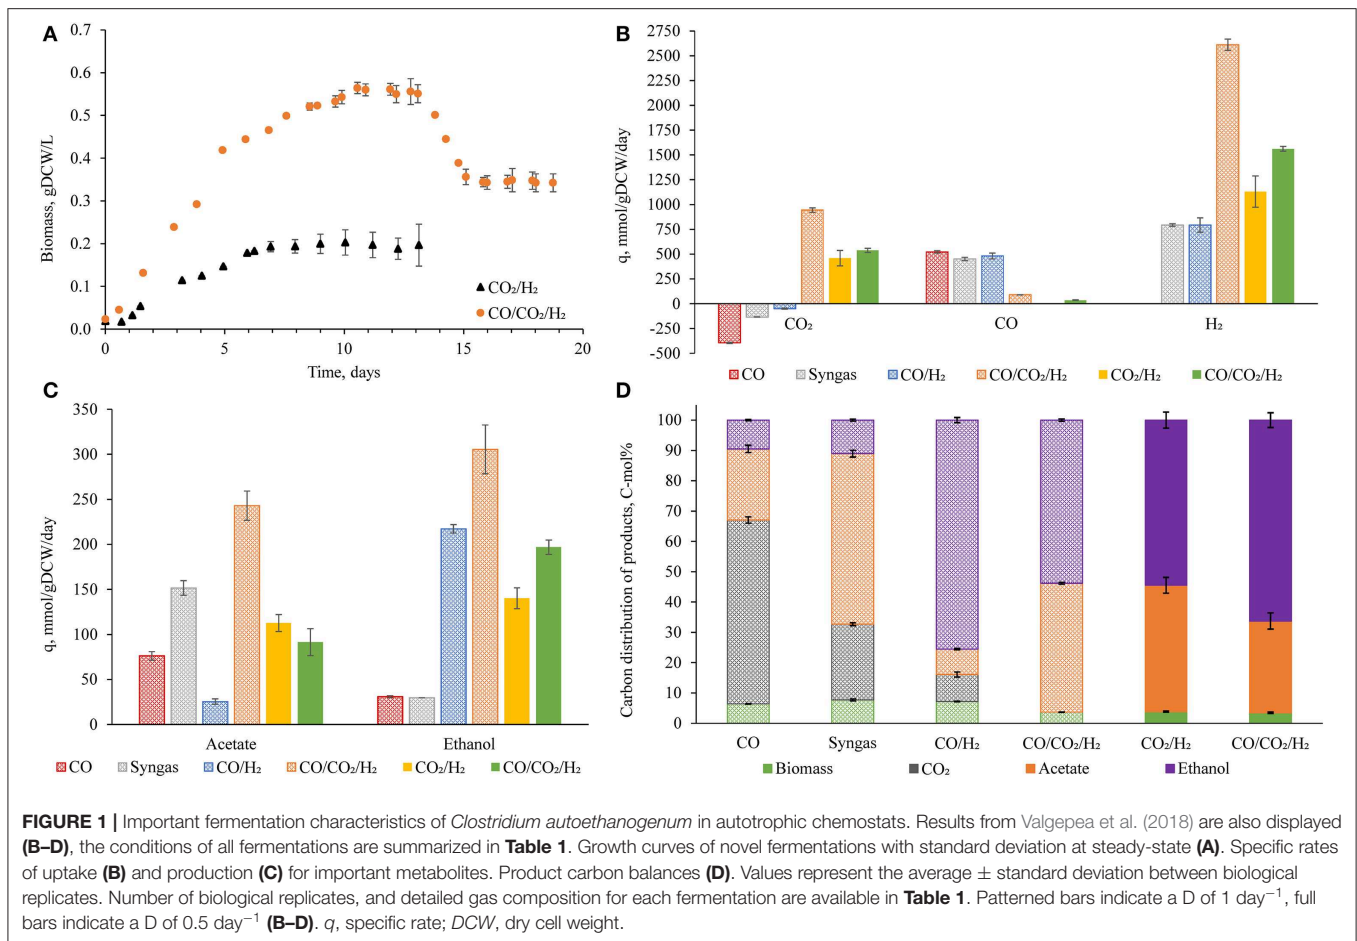 A
0.7
0.6
0.5
0.4
0.3
0.2
0.1
0.0
Biomass, gDCW/L
0
5
10
15
20
Time, days
CO₂/H₂
CO/CO₂/H₂
B
2750
2500
2250
2000
1750
1500
1250
1000
750
500
250
0
-250
-500
q, mmol/gDCW/day
CO₂
CO
H₂
CO
Syngas
CO/H₂
CO/CO₂/H₂
CO₂/H₂
CO/CO₂/H₂
C
350
300
250
200
150
100
50
0
q, mmol/gDCW/day
Acetate
Ethanol
CO
Syngas
CO/H₂
CO/CO₂/H₂
CO₂/H₂
CO/CO₂/H₂
D
100
90
80
70
60
50
40
30
20
10
0
Carbon distribution of products, C-mol%
CO
Syngas
CO/H₂
CO/CO₂/H₂
CO₂/H₂
CO/CO₂/H₂
Biomass
CO₂
Acetate
Ethanol
FIGURE 1 | Important fermentation characteristics of Clostridium autoethanogenum in autotrophic chemostats. Results from Valgepea et al. (2018) are also displayed
(B–D), the conditions of all fermentations are summarized in Table 1. Growth curves of novel fermentations with standard deviation at steady-state (A). Specific rates
of uptake (B) and production (C) for important metabolites. Product carbon balances (D). Values represent the average ± standard deviation between biological
replicates. Number of biological replicates, and detailed gas composition for each fermentation are available in Table 1. Patterned bars indicate a D of 1 day⁻¹, full
bars indicate a D of 0.5 day⁻¹ (B–D). q, specific rate; DCW, dry cell weight.